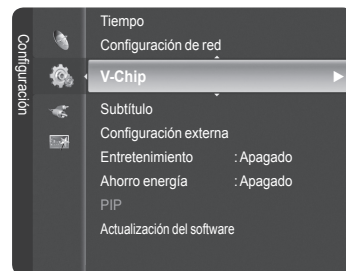 Configuración
Tiempo
Configuración de red
V-Chip
Subtítulo
Configuración externa
Entretenimiento : Apagado
Ahorro energía : Apagado
PIP
Actualización del software